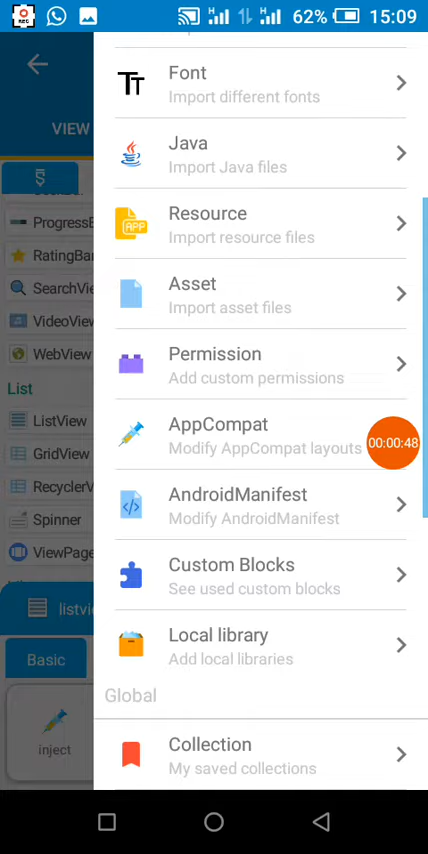 REC
H
H
62%
15:09
VIEW
Font
Import different fonts
Java
Import Java files
APP
Resource
Import resource files
Asset
Import asset files
Permission
Add custom permissions
AppCompat
Modify AppCompat layouts
00:00:48
AndroidManifest
Modify AndroidManifest
Custom Blocks
See used custom blocks
Local library
Add local libraries
Global
Collection
My saved collections
ProgressB
RatingBar
SearchVie
VideoView
WebView
List
ListView
GridView
RecyclerV
Spinner
ViewPage
listvie
Basic
inject